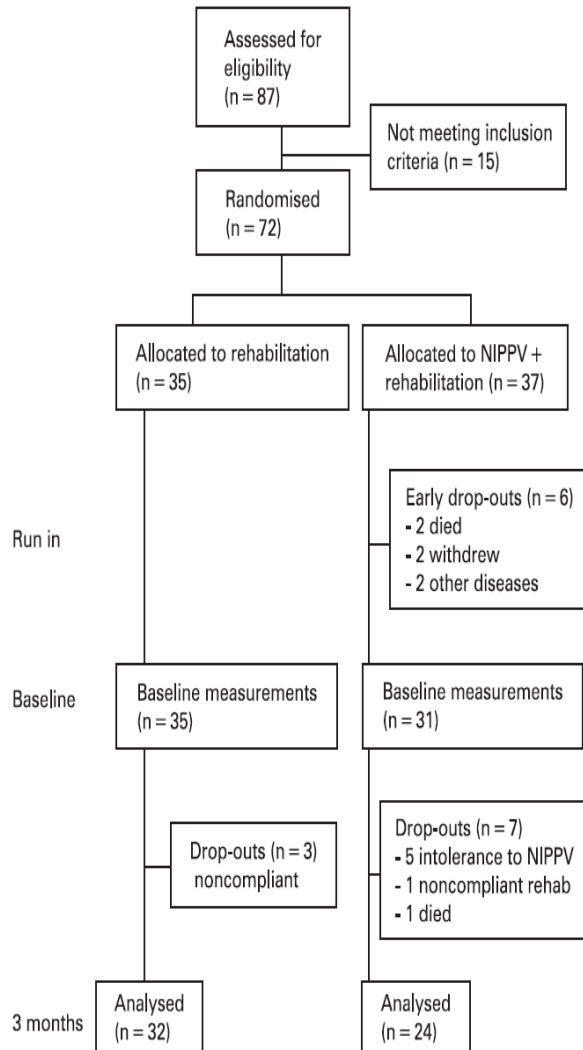 Assessed for
eligibility
(n = 87)
Not meeting inclusion
criteria (n = 15)
Randomised
(n = 72)
Allocated to rehabilitation
(n = 35)
Allocated to NIPPV +
rehabilitation (n = 37)
Run in
Early drop-outs (n = 6)
- 2 died
- 2 withdrew
- 2 other diseases
Baseline
Baseline measurements
(n = 35)
Baseline measurements
(n = 31)
Drop-outs (n = 3)
noncompliant
Drop-outs (n = 7)
- 5 intolerance to NIPPV
- 1 noncompliant rehab
- 1 died
3 months
Analysed
(n = 32)
Analysed
(n = 24)